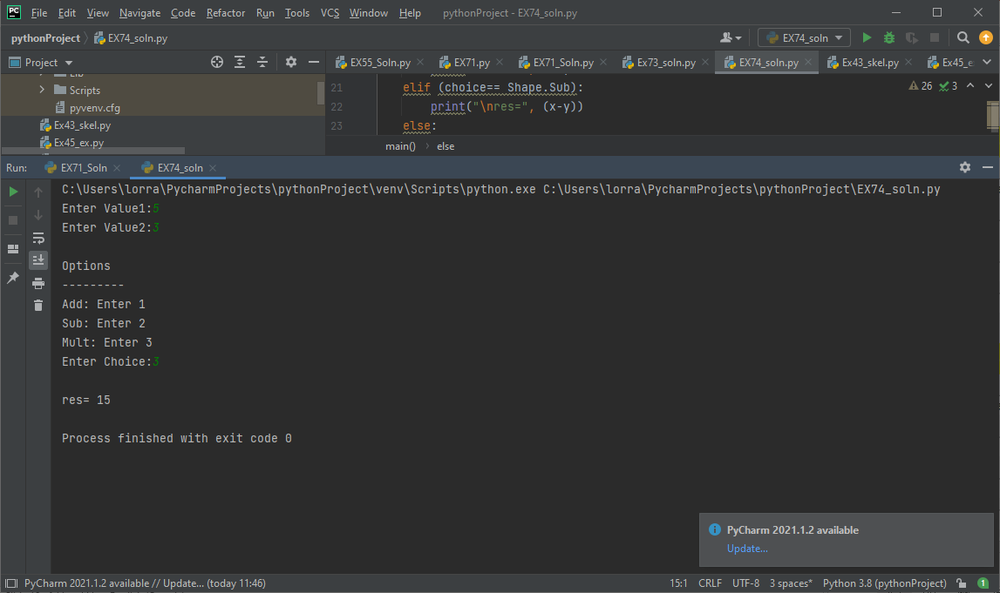 PC File Edit View Navigate Code Refactor Run Tools VCS Window Help pythonProject - EX74_soln.py
pythonProject EX74_soln.py EX74_soln
Project EX55_Soln.py EX71.py EX71_Soln.py Ex73_soln.py EX74_soln.py Ex43_skel.py Ex45_e
Lib
Scripts
pyvenv.cfg
Ex43_skel.py
Ex45_ex.py
21 elif (choice== Shape.Sub):
22 print("\nres=", (x-y))
23 else:
26 3
main() else
Run: EX71_Soln EX74_soln
C:\Users\lorra\PycharmProjects\pythonProject\venv\Scripts\python.exe C:\Users\lorra\PycharmProjects\pythonProject\EX74_soln.py
Enter Value1:5
Enter Value2:3
Options
---------
Add: Enter 1
Sub: Enter 2
Mult: Enter 3
Enter Choice:3
res= 15
Process finished with exit code 0
PyCharm 2021.1.2 available
Update...
PyCharm 2021.1.2 available // Update... (today 11:46) 15:1 CRLF UTF-8 3 spaces* Python 3.8 (pythonProject) 1